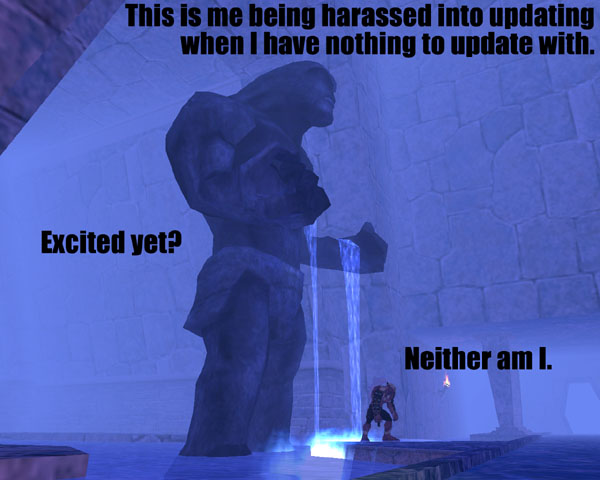 This is me being harassed into updating
when I have nothing to update with.
Excited yet?
Neither am I.